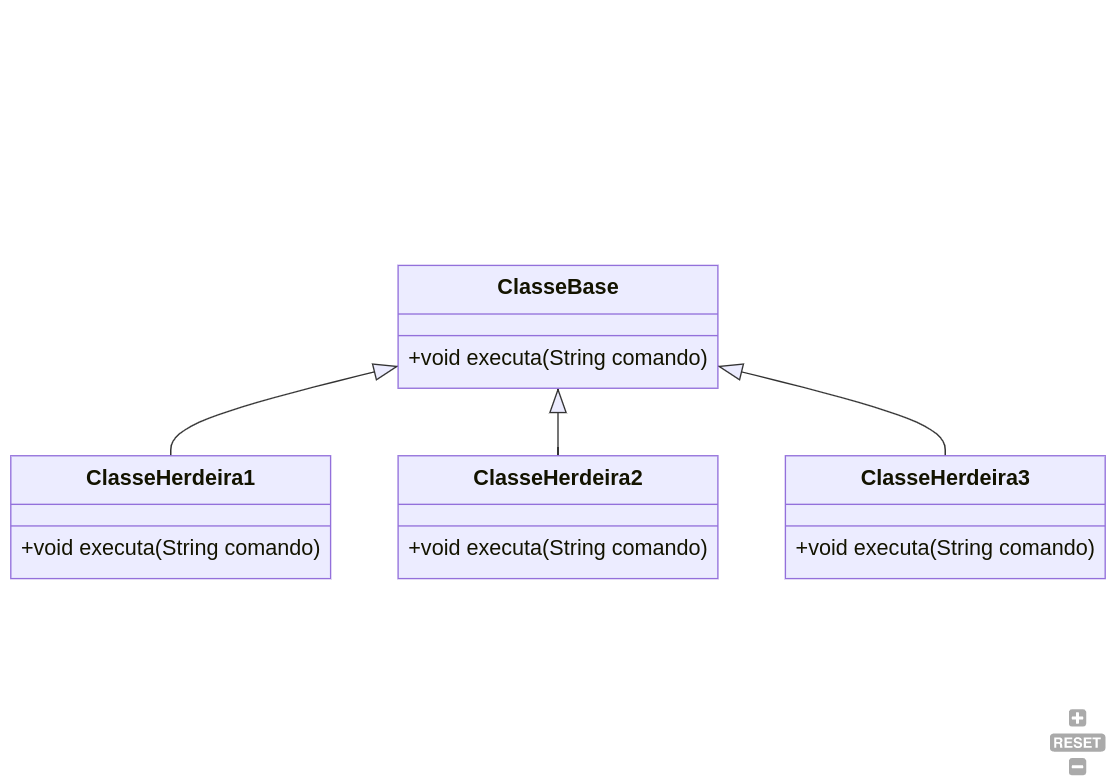 ClasseBase
+void executa(String comando)
ClasseHerdeira1
+void executa(String comando)
ClasseHerdeira2
+void executa(String comando)
ClasseHerdeira3
+void executa(String comando)
+
RESET
−